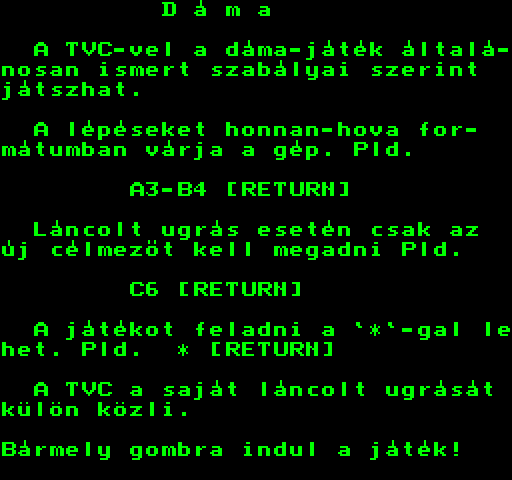 D á m a
A TVC-vel a dáma-játék általá-
nosan ismert szabályai szerint
játszhat.
A lépéseket honnan-hova for-
mátumban várja a gép. Pld.
A3-B4 [RETURN]
Láncolt ugrás esetén csak az
új célmezöt kell megadni Pld.
C6 [RETURN]
A játékot feladni a `*`-gal le
het. Pld. * [RETURN]
A TVC a saját láncolt ugrását
külön közli.
Bármely gombra indul a játék!